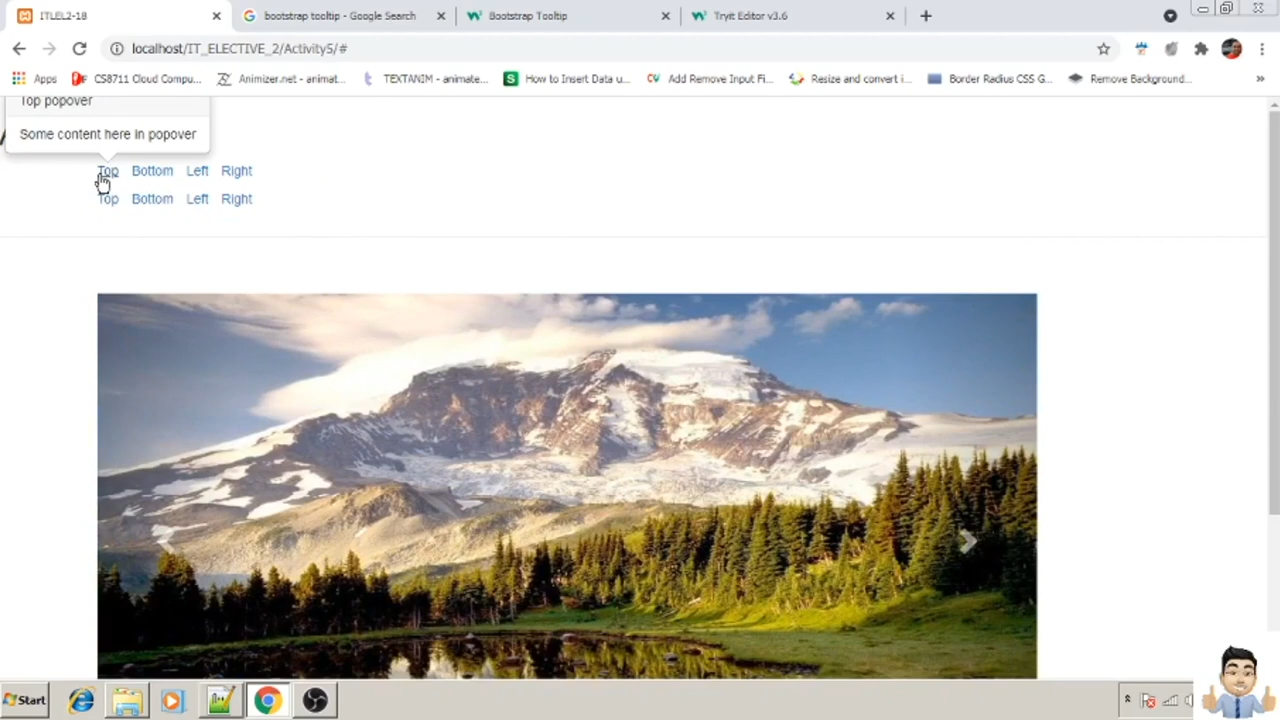 ITLEL2-18
bootstrap tooltip - Google Search
Bootstrap Tooltip
Tryit Editor v3.6
localhost/IT_ELECTIVE_2/Activity5/#
Apps
CS8711 Cloud Compu...
Animizer.net - animat...
TEXTANIM - animate...
How to Insert Data u...
Add Remove Input Fi...
Resize and convert i...
Border Radius CSS G...
Remove Background...
»
Top popover
Some content here in popover
Top Bottom Left Right
Top Bottom Left Right
Start